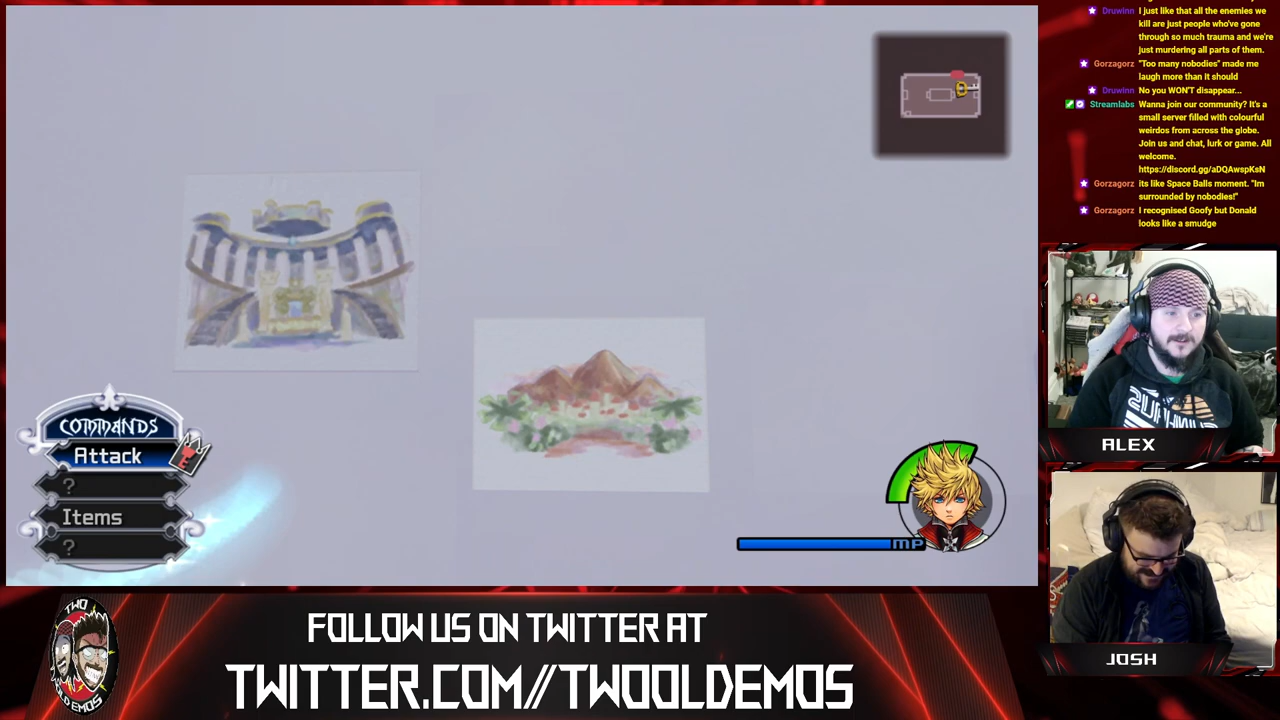 Druwinn I just like that all the enemies we
kill are just people who've gone
through so much trauma and we're
just murdering all parts of them.
Gorzagorz "Too many nobodies" made me
laugh more than it should
Druwinn No you WON'T disappear...
Streamlabs Wanna join our community? It's a
small server filled with colourful
weirdos from across the globe.
Join us and chat, lurk or game. All
welcome.
https://discord.gg/aDQAwspKsN
Gorzagorz its like Space Balls moment. "Im
surrounded by nobodies!"
Gorzagorz I recognised Goofy but Donald
looks like a smudge
COMMANDS
Attack
?
Items
?
MP
ALEX
JOSH
TWO
OLDEMOS
FOLLOW US ON TWITTER AT
TWITTER.COM//TWOOLDEMOS